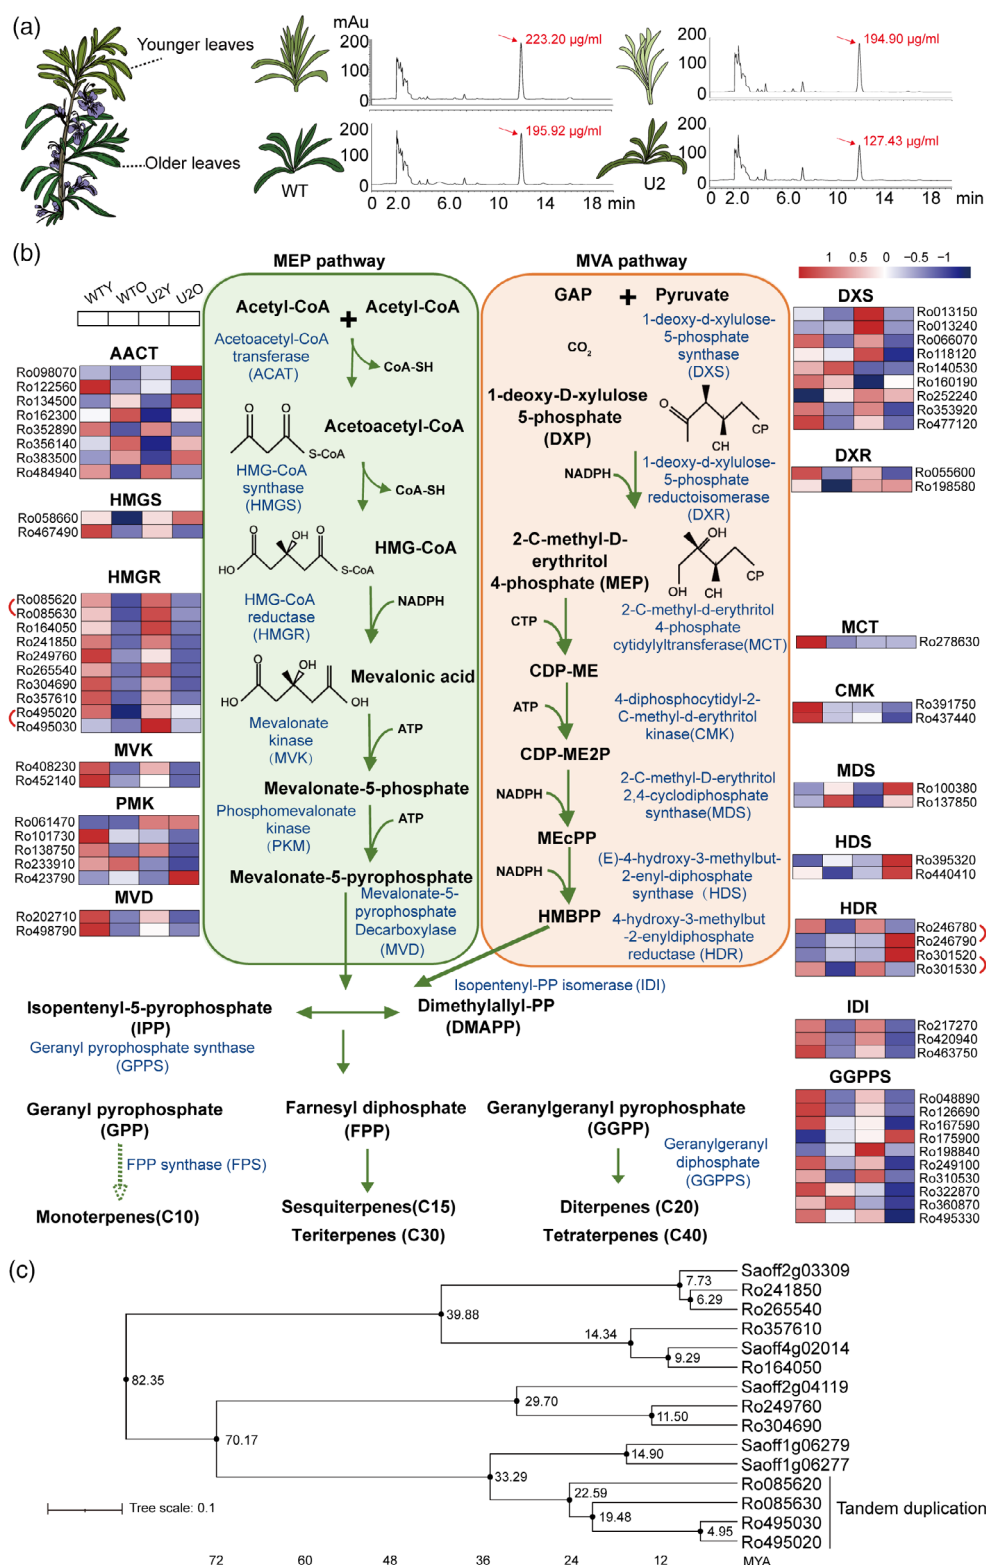 (a)
Younger leaves
Older leaves
WT
U2
mAu
200
100
0
223.20 µg/ml
200
100
0
195.92 µg/ml
0 2.0 6.0 10 14 18
min
200
100
0
194.90 µg/ml
200
100
0
127.43 µg/ml
0 2.0 6.0 10 14 18
min
(b)
WTY WTO U2Y U2O
AACT
Ro098070
Ro122560
Ro134500
Ro162300
Ro352890
Ro356140
Ro383500
Ro484940
HMGS
Ro058660
Ro467490
HMGR
Ro085620
Ro085630
Ro164050
Ro241850
Ro249760
Ro265540
Ro304690
Ro357610
Ro495020
Ro495030
MVK
Ro408230
Ro452140
PMK
Ro061470
Ro101730
Ro138750
Ro233910
Ro423790
MVD
Ro202710
Ro498790
MEP pathway
Acetyl-CoA + Acetyl-CoA
Acetoacetyl-CoA
transferase
(ACAT)
CoA-SH
O O
S-CoA
Acetoacetyl-CoA
HMG-CoA
synthase
(HMGS)
CoA-SH
O OH O
HO S-CoA
HMG-CoA
HMG-CoA
reductase
(HMGR)
NADPH
O OH
HO OH
Mevalonic acid
Mevalonate
kinase
(MVK)
ATP
Mevalonate-5-phosphate
Phosphomevalonate
kinase
(PKM)
ATP
Mevalonate-5-pyrophosphate
Mevalonate-5-
pyrophosphate
Decarboxylase
(MVD)
MVA pathway
GAP + Pyruvate
CO2
1-deoxy-d-xylulose-
5-phosphate
synthase
(DXS)
1-deoxy-D-xylulose
5-phosphate
(DXP)
O OH
CP
CH
NADPH
1-deoxy-d-xylulose-
5-phosphate
reductoisomerase
(DXR)
2-C-methyl-D-
erythritol
4-phosphate (MEP)
OH
OH
CP
CH
CTP
2-C-methyl-d-erythritol
4-phosphate
cytidylyltransferase(MCT)
CDP-ME
ATP
4-diphosphocytidyl-2-
C-methyl-d-erythritol
kinase(CMK)
CDP-ME2P
NADPH
2-C-methyl-D-erythritol
2,4-cyclodiphosphate
synthase(MDS)
MEcPP
NADPH
(E)-4-hydroxy-3-methylbut-
2-enyl-diphosphate
synthase (HDS)
HMBPP
4-hydroxy-3-methylbut
-2-enyldiphosphate
reductase (HDR)
Isopentenyl-PP isomerase (IDI)
Isopentenyl-5-pyrophosphate
(IPP)
Dimethylallyl-PP
(DMAPP)
Geranyl pyrophosphate synthase
(GPPS)
Geranyl pyrophosphate
(GPP)
Farnesyl diphosphate
(FPP)
Geranylgeranyl pyrophosphate
(GGPP)
FPP synthase (FPS)
Geranylgeranyl
diphosphate
(GGPPS)
Monoterpenes(C10)
Sesquiterpenes(C15)
Teriterpenes (C30)
Diterpenes (C20)
Tetraterpenes (C40)
1 0.5 0 −0.5 −1
DXS
Ro013150
Ro013240
Ro066070
Ro118120
Ro140530
Ro160190
Ro252240
Ro353920
Ro477120
DXR
Ro055600
Ro198580
MCT
Ro278630
CMK
Ro391750
Ro437440
MDS
Ro100380
Ro137850
HDS
Ro395320
Ro440410
HDR
Ro246780
Ro246790
Ro301520
Ro301530
IDI
Ro217270
Ro420940
Ro463750
GGPPS
Ro048890
Ro126690
Ro167590
Ro175900
Ro198840
Ro249100
Ro310530
Ro322870
Ro360870
Ro495330
(c)
Saoff2g03309
7.73
Ro241850
6.29
Ro265540
39.88
Ro357610
14.34
Saoff4g02014
9.29
Ro164050
82.35
Saoff2g04119
29.70
Ro249760
11.50
Ro304690
70.17
Saoff1g06279
14.90
Saoff1g06277
33.29
Ro085620
22.59
Ro085630
19.48
Ro495030
4.95
Ro495020
Tandem duplication
Tree scale: 0.1
72 60 48 36 24 12 MYA